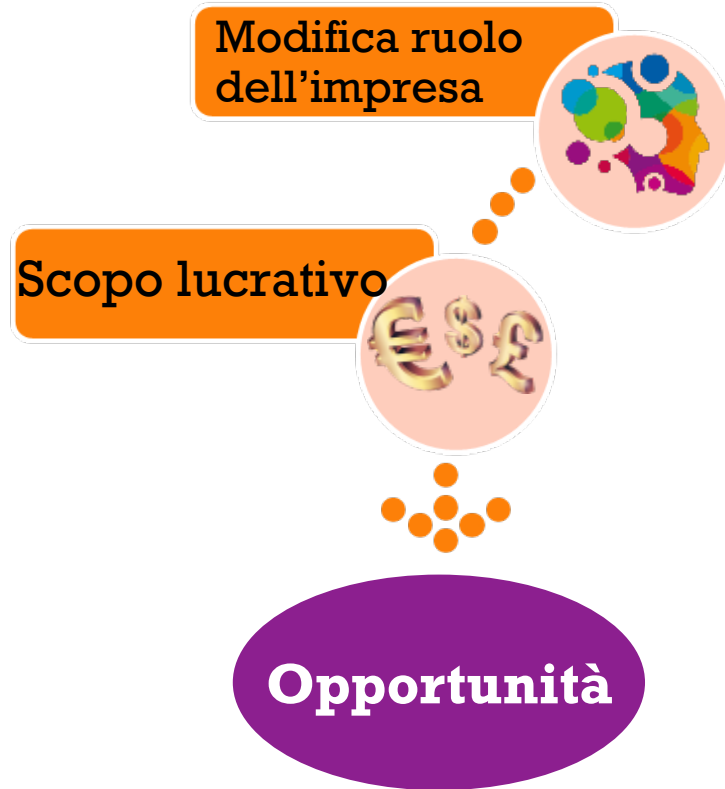 Modifica ruolo
dell’impresa
Scopo lucrativo
€ $ £
Opportunità